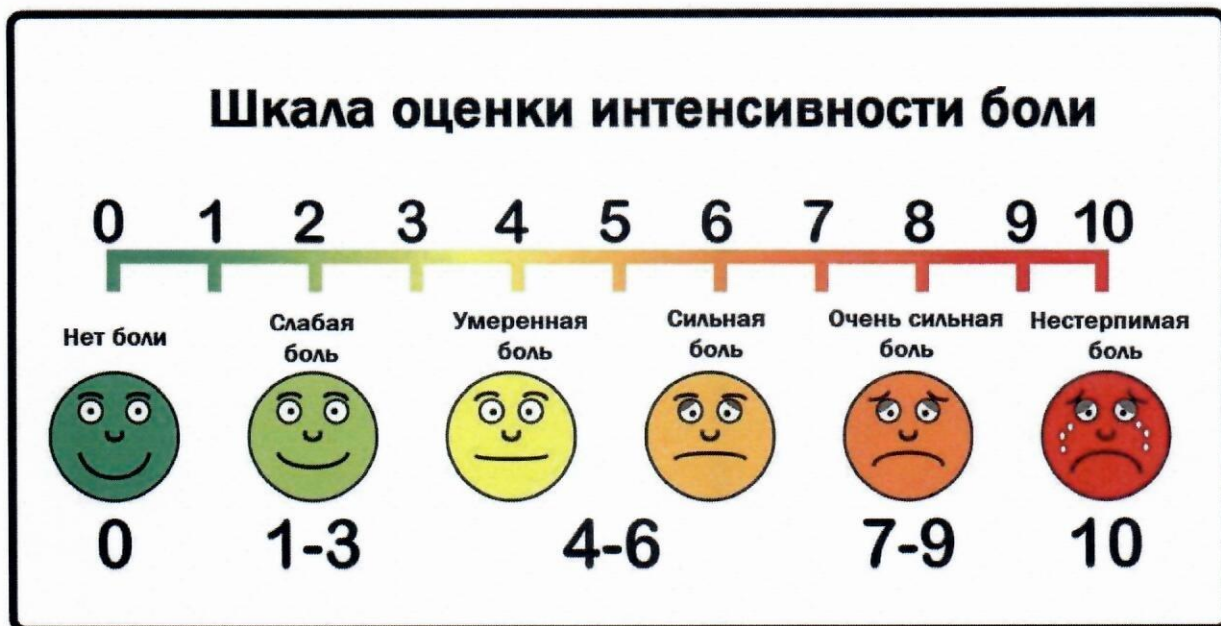 Шкала оценки интенсивности боли
0 1 2 3 4 5 6 7 8 9 10
Нет боли
Слабая
боль
Умеренная
боль
Сильная
боль
Очень сильная
боль
Нестерпимая
боль
0 1-3 4-6 7-9 10